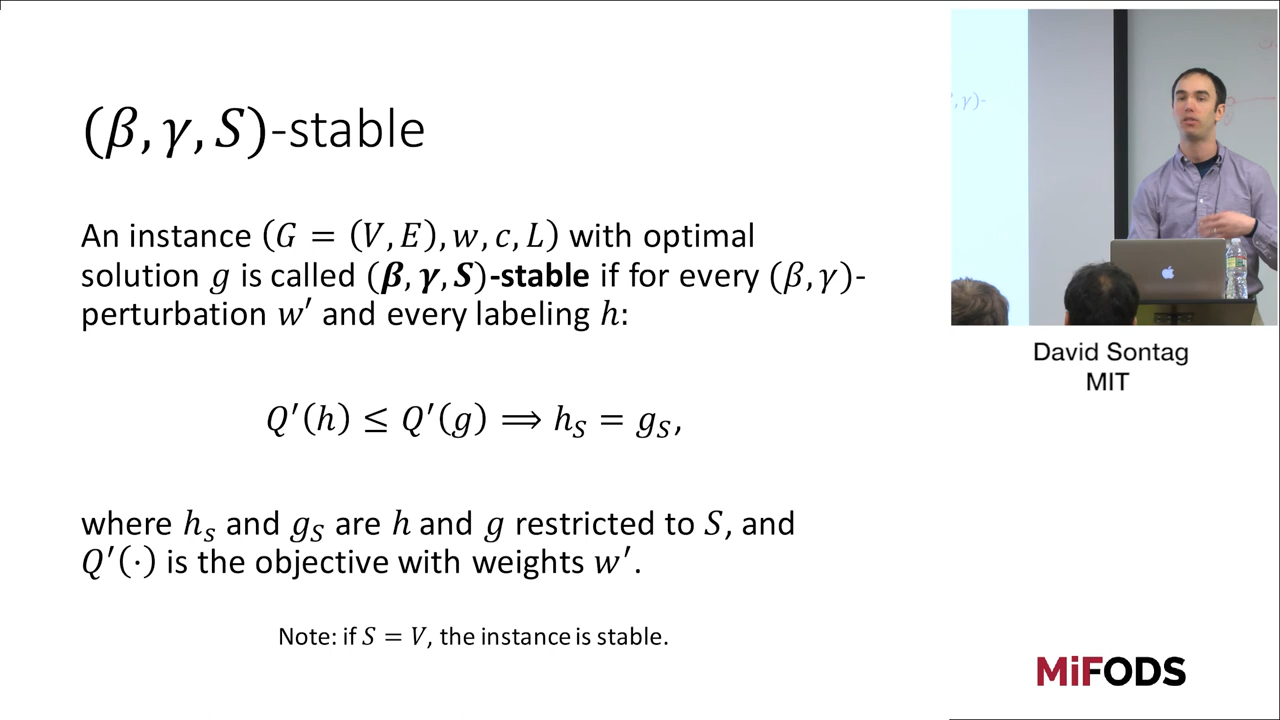 (β, γ, S)-stable
An instance (G = (V, E), w, c, L) with optimal
solution g is called (β, γ, S)-stable if for every (β, γ)-
perturbation w′ and every labeling h:
Q′(h) ≤ Q′(g) ⟹ h_S = g_S,
where h_s and g_S are h and g restricted to S, and
Q′(·) is the objective with weights w′.
Note: if S = V, the instance is stable.
, γ)-
David Sontag
MIT
MiFODS